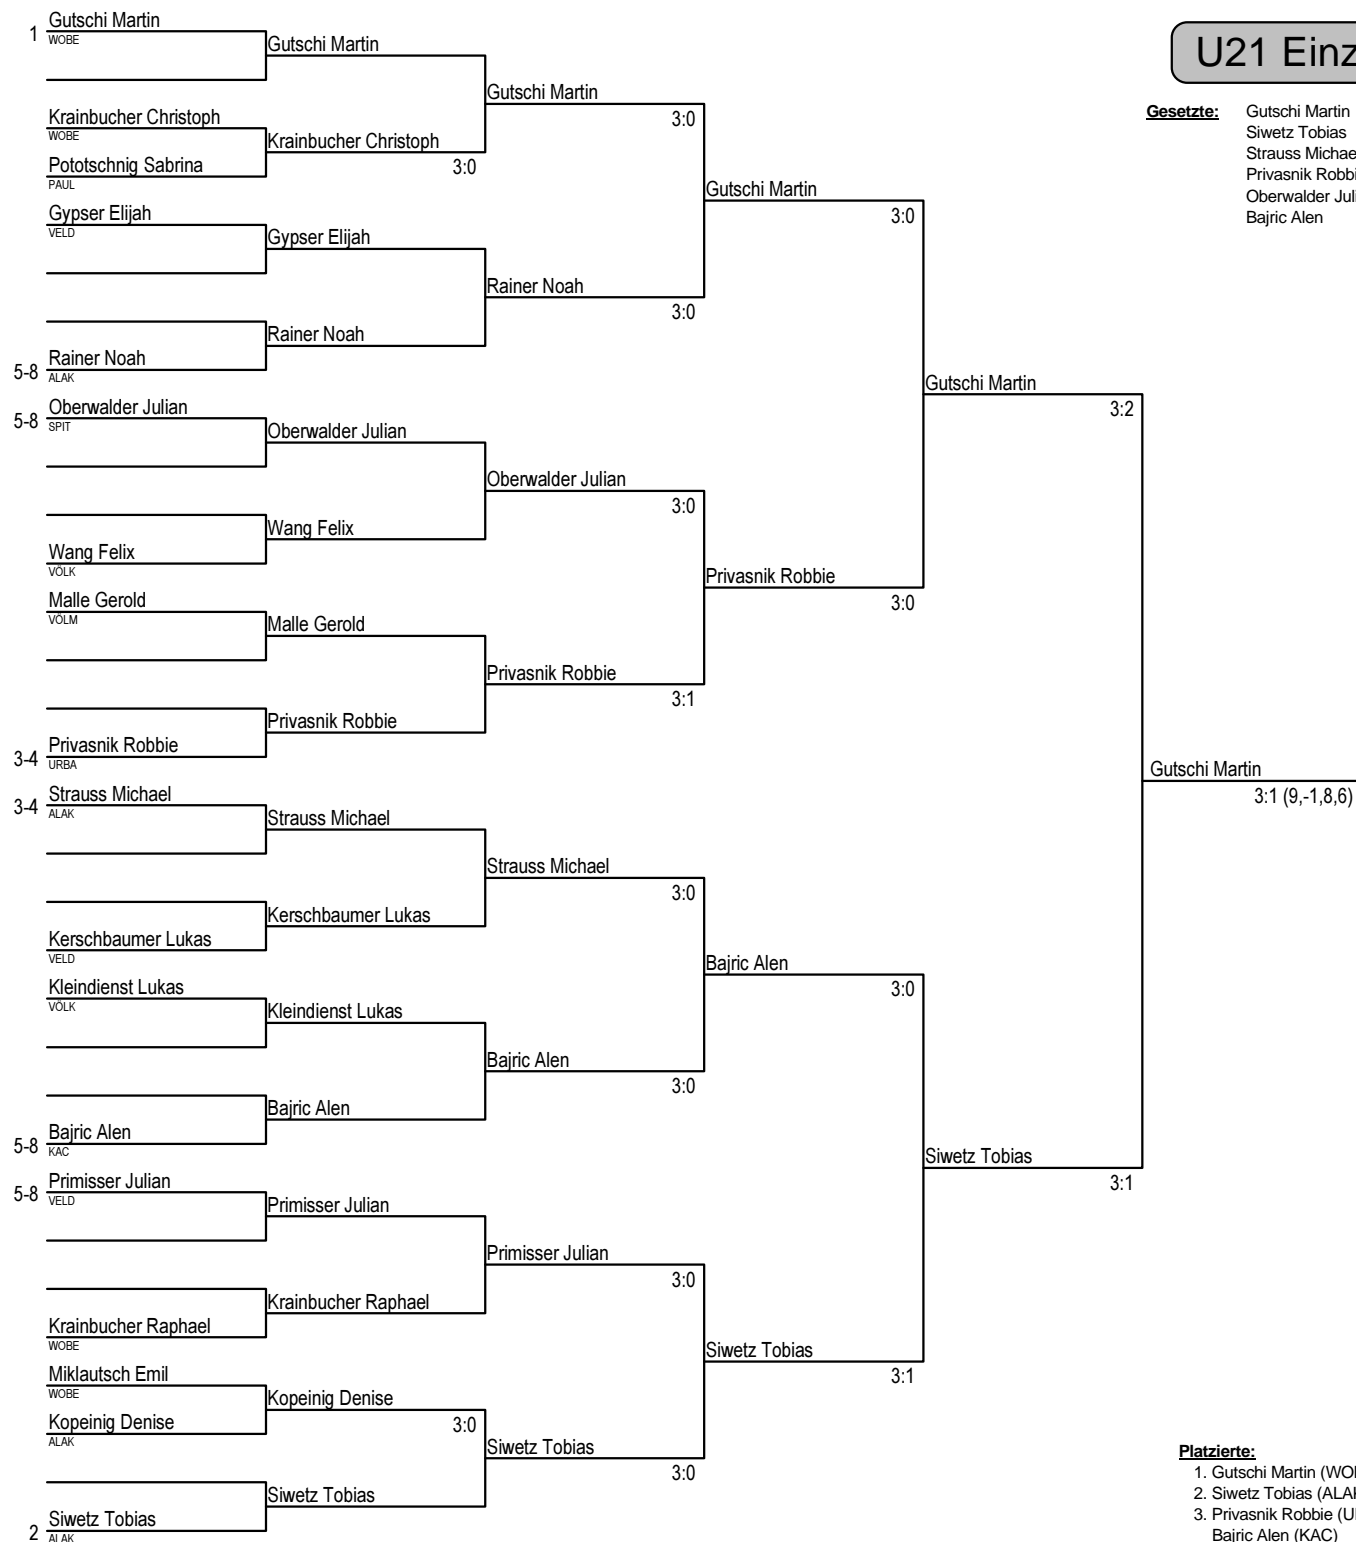 U21 Einz
Gesetzte: Gutschi Martin
Siwetz Tobias
Strauss Michae
Privasnik Robbi
Oberwalder Juli
Bajric Alen
1 Gutschi Martin
WOBE
Krainbucher Christoph
WOBE
Pototschnig Sabrina
PAUL
Gypser Elijah
VELD
5-8 Rainer Noah
ALAK
5-8 Oberwalder Julian
SPIT
Wang Felix
VÖLK
Malle Gerold
VÖLM
3-4 Privasnik Robbie
URBA
3-4 Strauss Michael
ALAK
Kerschbaumer Lukas
VELD
Kleindienst Lukas
VÖLK
5-8 Bajric Alen
KAC
5-8 Primisser Julian
VELD
Krainbucher Raphael
WOBE
Miklautsch Emil
WOBE
Kopeinig Denise
ALAK
2 Siwetz Tobias
ALAK
Gutschi Martin
Krainbucher Christoph
3:0
Gypser Elijah
Rainer Noah
Oberwalder Julian
Wang Felix
Malle Gerold
Privasnik Robbie
Strauss Michael
Kerschbaumer Lukas
Kleindienst Lukas
Bajric Alen
Primisser Julian
Krainbucher Raphael
Kopeinig Denise
3:0
Siwetz Tobias
Gutschi Martin
3:0
Rainer Noah
3:0
Oberwalder Julian
3:0
Privasnik Robbie
3:1
Strauss Michael
3:0
Bajric Alen
3:0
Primisser Julian
3:0
Siwetz Tobias
3:0
Gutschi Martin
3:0
Privasnik Robbie
3:0
Bajric Alen
3:0
Siwetz Tobias
3:1
Gutschi Martin
3:2
Siwetz Tobias
3:1
Gutschi Martin
3:1 (9,-1,8,6)
Platzierte:
1. Gutschi Martin (WO
2. Siwetz Tobias (ALA
3. Privasnik Robbie (U
Bajric Alen (KAC)